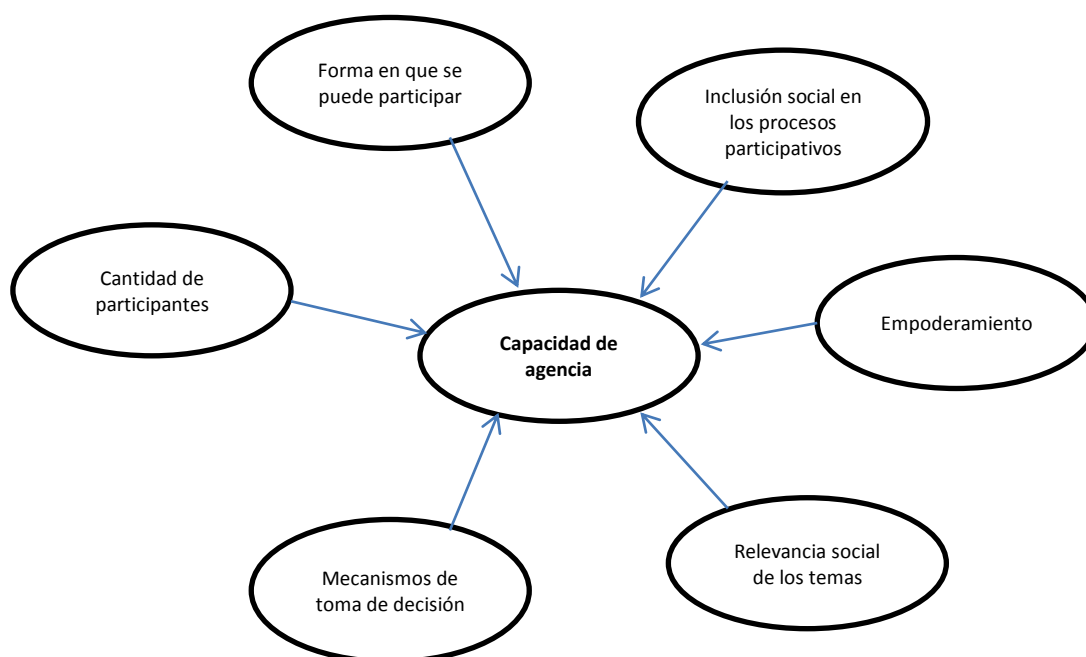 Forma en que se
puede participar
Inclusión social en
los procesos
participativos
Cantidad de
participantes
Empoderamiento
Capacidad de
agencia
Relevancia social
de los temas
Mecanismos de
toma de decisión